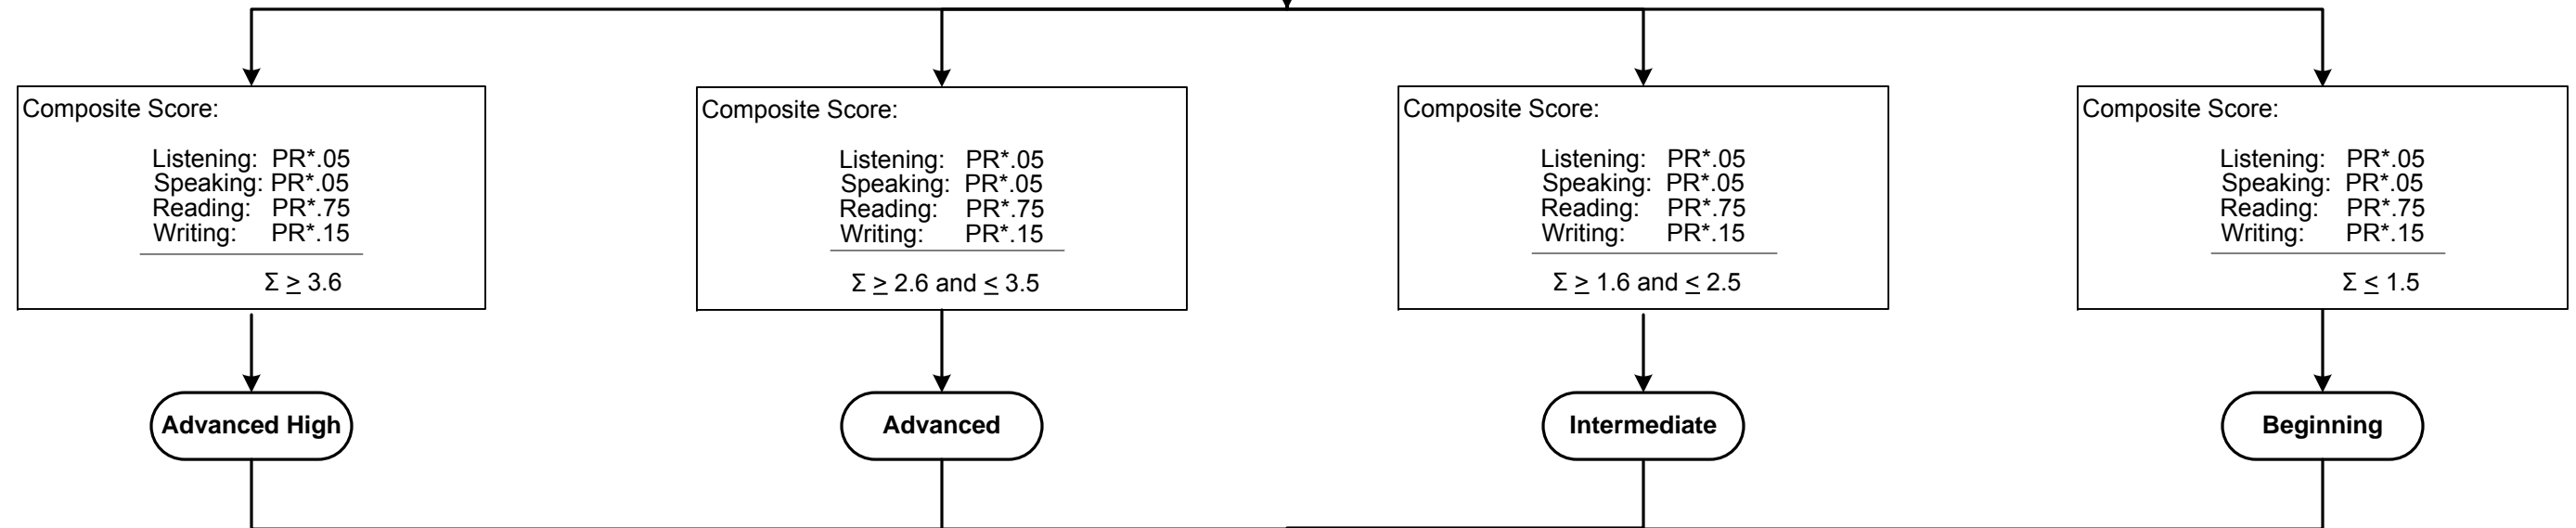 Composite Score:
Listening: PR*.05
Speaking: PR*.05
Reading: PR*.75
Writing: PR*.15
Σ ≥ 3.6
Advanced High
Composite Score:
Listening: PR*.05
Speaking: PR*.05
Reading: PR*.75
Writing: PR*.15
Σ ≥ 2.6 and ≤ 3.5
Advanced
Composite Score:
Listening: PR*.05
Speaking: PR*.05
Reading: PR*.75
Writing: PR*.15
Σ ≥ 1.6 and ≤ 2.5
Intermediate
Composite Score:
Listening: PR*.05
Speaking: PR*.05
Reading: PR*.75
Writing: PR*.15
Σ ≤ 1.5
Beginning